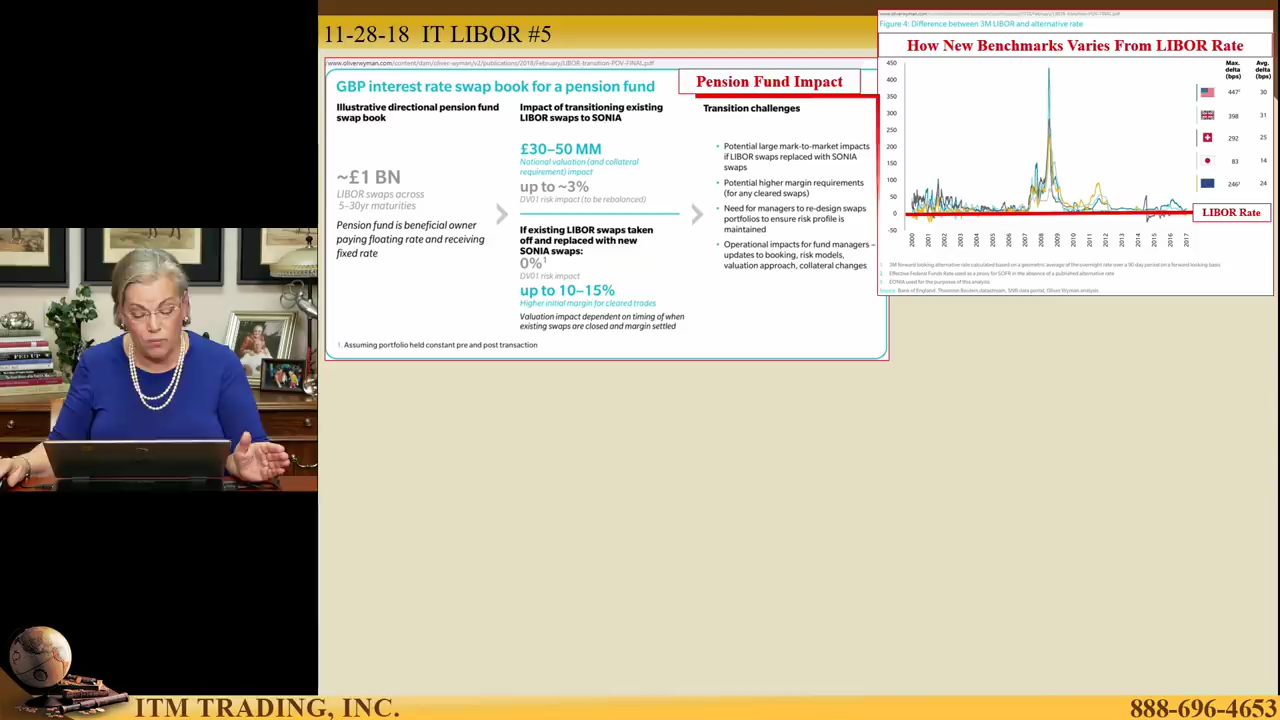 11-28-18 IT LIBOR #5
www.oliverwyman.com/content/dam/oliver-wyman/v2/publications/2018/February/LIBOR-transition-POV-FINAL.pdf
GBP interest rate swap book for a pension fund
Pension Fund Impact
Illustrative directional pension fund
swap book
~£1 BN
LIBOR swaps across
5–30yr maturities
Pension fund is beneficial owner
paying floating rate and receiving
fixed rate
Impact of transitioning existing
LIBOR swaps to SONIA
£30–50 MM
National valuation (and collateral
requirement) impact
up to ~3%
DV01 risk impact (to be rebalanced)
If existing LIBOR swaps taken
off and replaced with new
SONIA swaps:
0%1
DV01 risk impact
up to 10–15%
Higher initial margin for cleared trades
Valuation impact dependent on timing of when
existing swaps are closed and margin settled
Transition challenges
• Potential large mark-to-market impacts
if LIBOR swaps replaced with SONIA
swaps
• Potential higher margin requirements
(for any cleared swaps)
• Need for managers to re-design swaps
portfolios to ensure risk profile is
maintained
• Operational impacts for fund managers –
updates to booking, risk models,
valuation approach, collateral changes
1. Assuming portfolio held constant pre and post transaction
Figure 4: Difference between 3M LIBOR and alternative rate
How New Benchmarks Varies From LIBOR Rate
450
400
350
300
250
200
150
100
50
0
-50
2000 2001 2002 2003 2004 2005 2006 2007 2008 2009 2010 2011 2012 2013 2014 2015 2016 2017
Max. delta (bps) Avg. delta (bps)
447² 30
398 31
292 25
83 14
246³ 24
LIBOR Rate
1 3M forward looking alternative rate calculated based on a geometric average of the overnight rate over a 90 day period on a forward looking basis
2 Effective Federal Funds Rate used as a proxy for SOFR in the absence of a published alternative rate
EONIA used for the purposes of this analysis
Source: Bank of England, Thomson Reuters datastream, SNB data portal, Oliver Wyman analysis
FED UP
ITM TRADING, INC.
888-696-4653